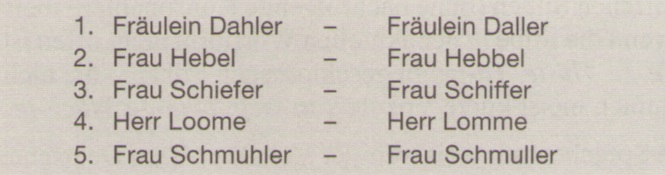 1. Fräulein Dahler – Fräulein Daller
2. Frau Hebel – Frau Hebbel
3. Frau Schiefer – Frau Schiffer
4. Herr Loome – Herr Lomme
5. Frau Schmuhler – Frau Schmuller